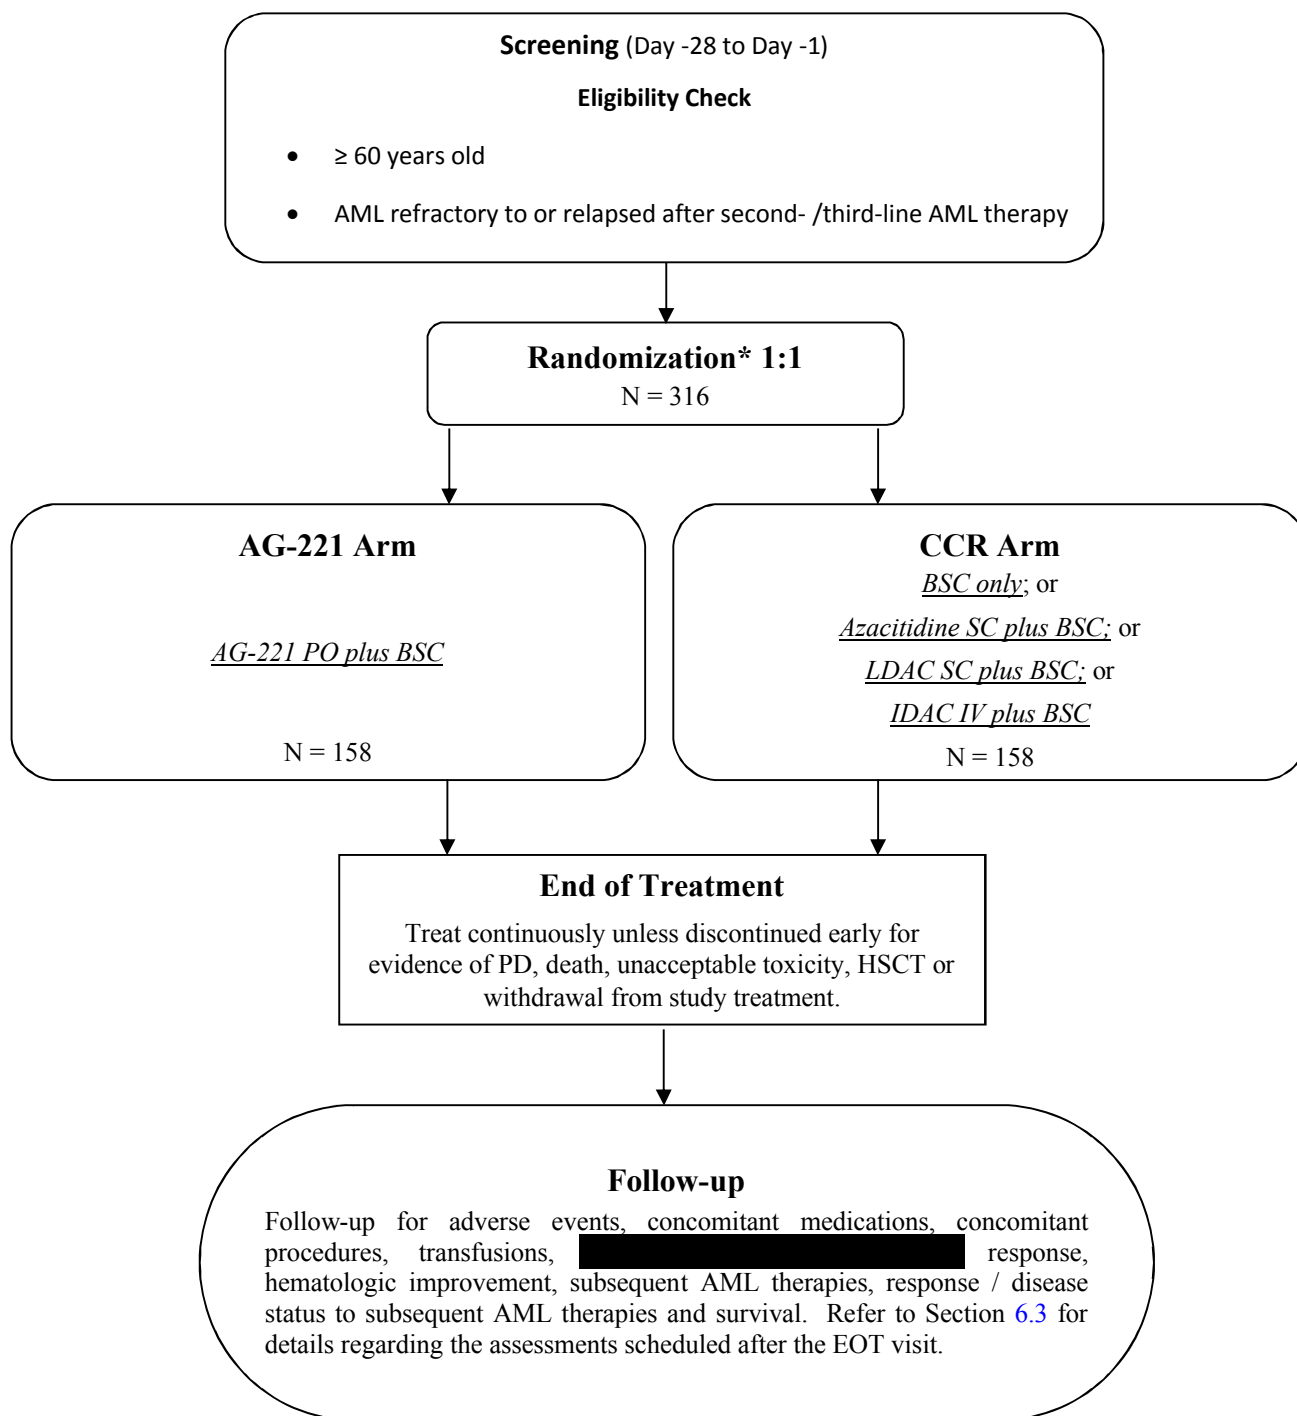 Screening (Day -28 to Day -1)
Eligibility Check
• ≥ 60 years old
• AML refractory to or relapsed after second- /third-line AML therapy
Randomization* 1:1
N = 316
AG-221 Arm
AG-221 PO plus BSC
N = 158
CCR Arm
BSC only; or
Azacitidine SC plus BSC; or
LDAC SC plus BSC; or
IDAC IV plus BSC
N = 158
End of Treatment
Treat continuously unless discontinued early for
evidence of PD, death, unacceptable toxicity, HSCT or
withdrawal from study treatment.
Follow-up
Follow-up for adverse events, concomitant medications, concomitant
procedures, transfusions, response,
hematologic improvement, subsequent AML therapies, response / disease
status to subsequent AML therapies and survival. Refer to Section 6.3 for
details regarding the assessments scheduled after the EOT visit.